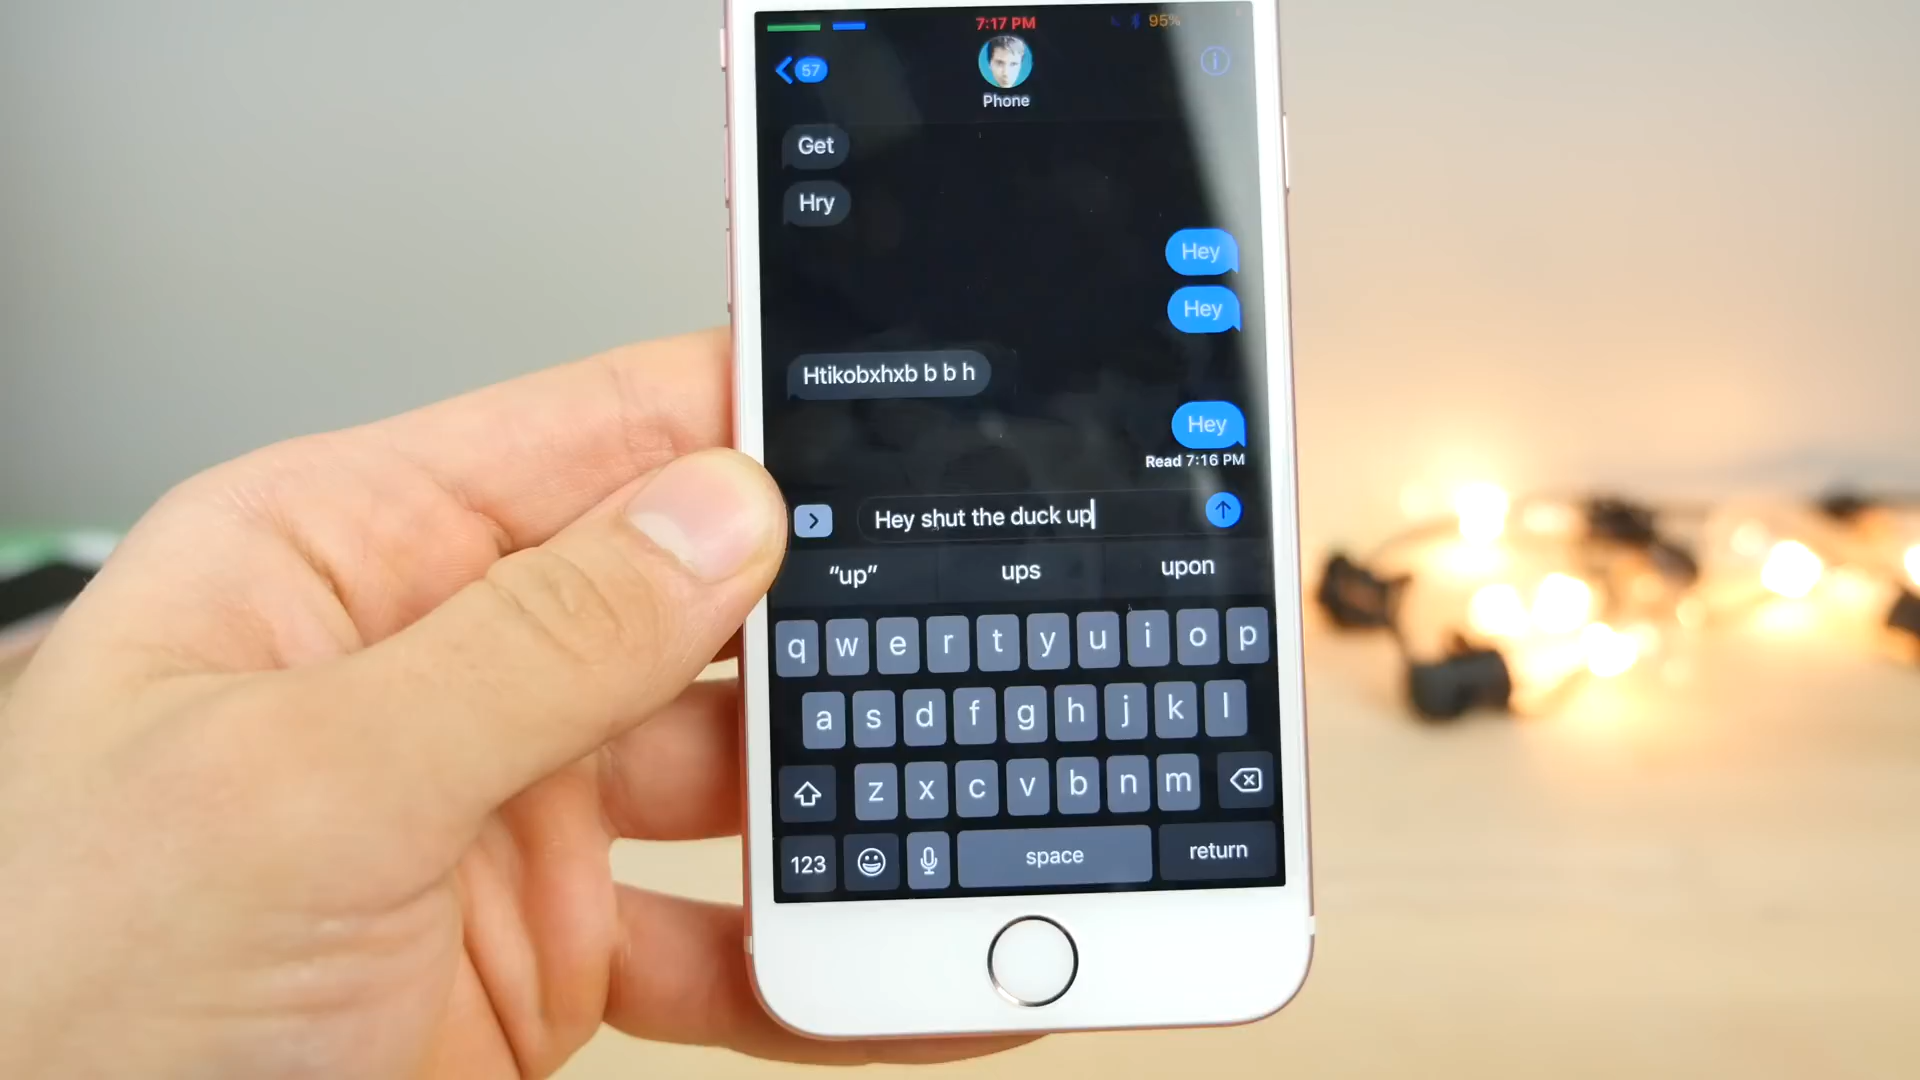 7:17 PM
95%
57
Phone
Get
Hry
Hey
Hey
Htikobxhxb b b h
Hey
Read 7:16 PM
Hey shut the duck up
“up” ups upon
q w e r t y u i o p
a s d f g h j k l
z x c v b n m
123 space return